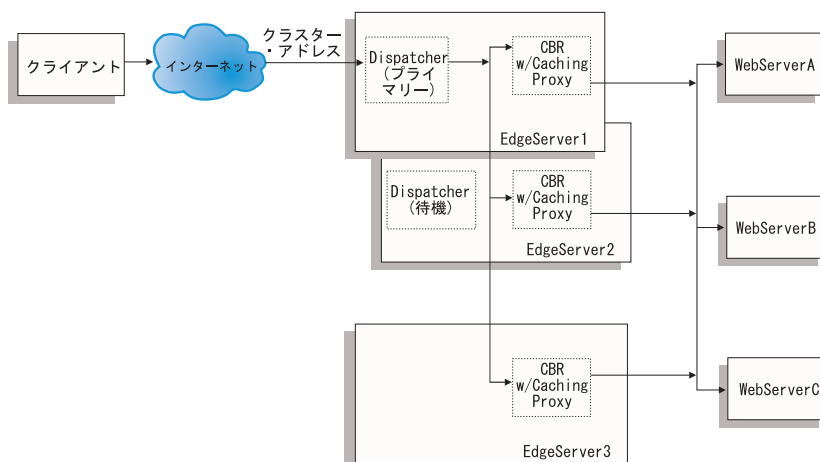 クライアント
インターネット
クラスター
・アドレス
Dispatcher
(プライ
マリー)
CBR
w/Caching
Proxy
EdgeServer1
Dispatcher
(待機)
CBR
w/Caching
Proxy
EdgeServer2
CBR
w/Caching
Proxy
EdgeServer3
WebServerA
WebServerB
WebServerC